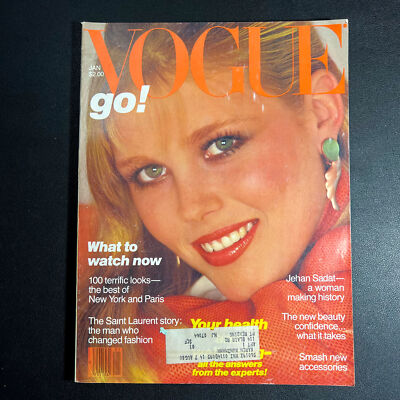 VOGUE
JAN
$2.00
go!
What to
watch now
100 terrific looks—
the best of
New York and Paris
The Saint Laurent story:
the man who
changed fashion
Your health
all the answers
from the experts!
Jehan Sadat—
a woman
making history
The new beauty
confidence...
what it takes
Smash new
accessories